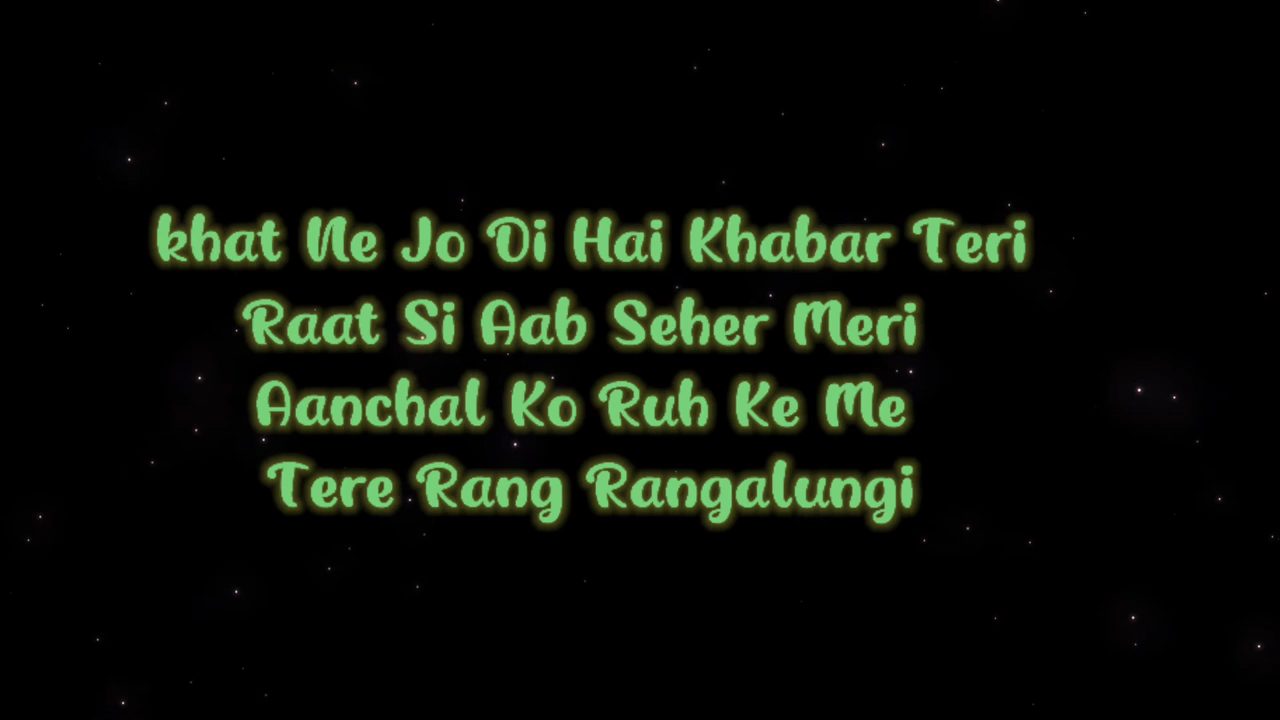 khat Ne Jo Di Hai Khabar Teri
Raat Si Aab Seher Meri
Aanchal Ko Ruh Ke Me
Tere Rang Rangalungi